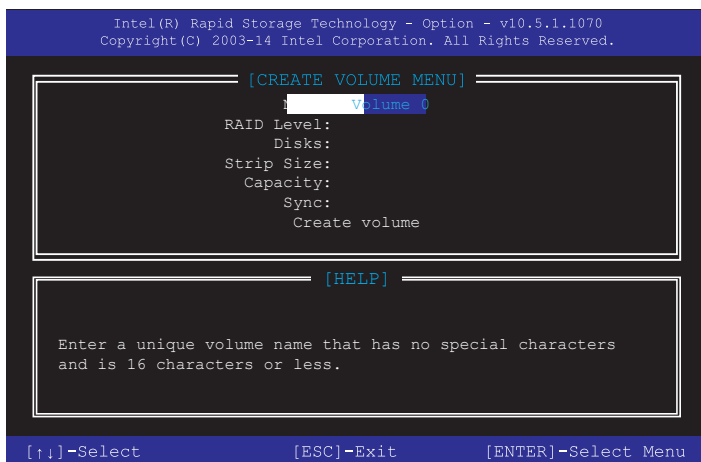 Intel(R) Rapid Storage Technology - Option - v10.5.1.1070
Copyright(C) 2003-14 Intel Corporation. All Rights Reserved.
[CREATE VOLUME MENU]
Volume 0
RAID Level:
Disks:
Strip Size:
Capacity:
Sync:
Create volume
[HELP]
Enter a unique volume name that has no special characters
and is 16 characters or less.
[↑↓]-Select [ESC]-Exit [ENTER]-Select Menu